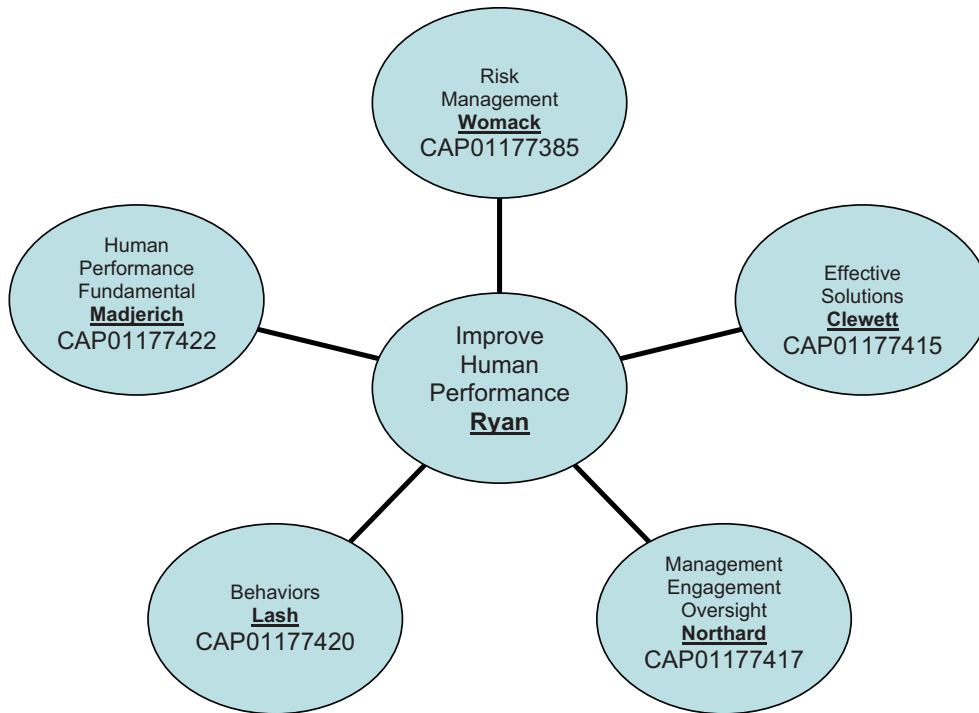 Risk
Management
Womack
CAP01177385
Human
Performance
Fundamental
Madjerich
CAP01177422
Effective
Solutions
Clewett
CAP01177415
Improve
Human
Performance
Ryan
Behaviors
Lash
CAP01177420
Management
Engagement
Oversight
Northard
CAP01177417